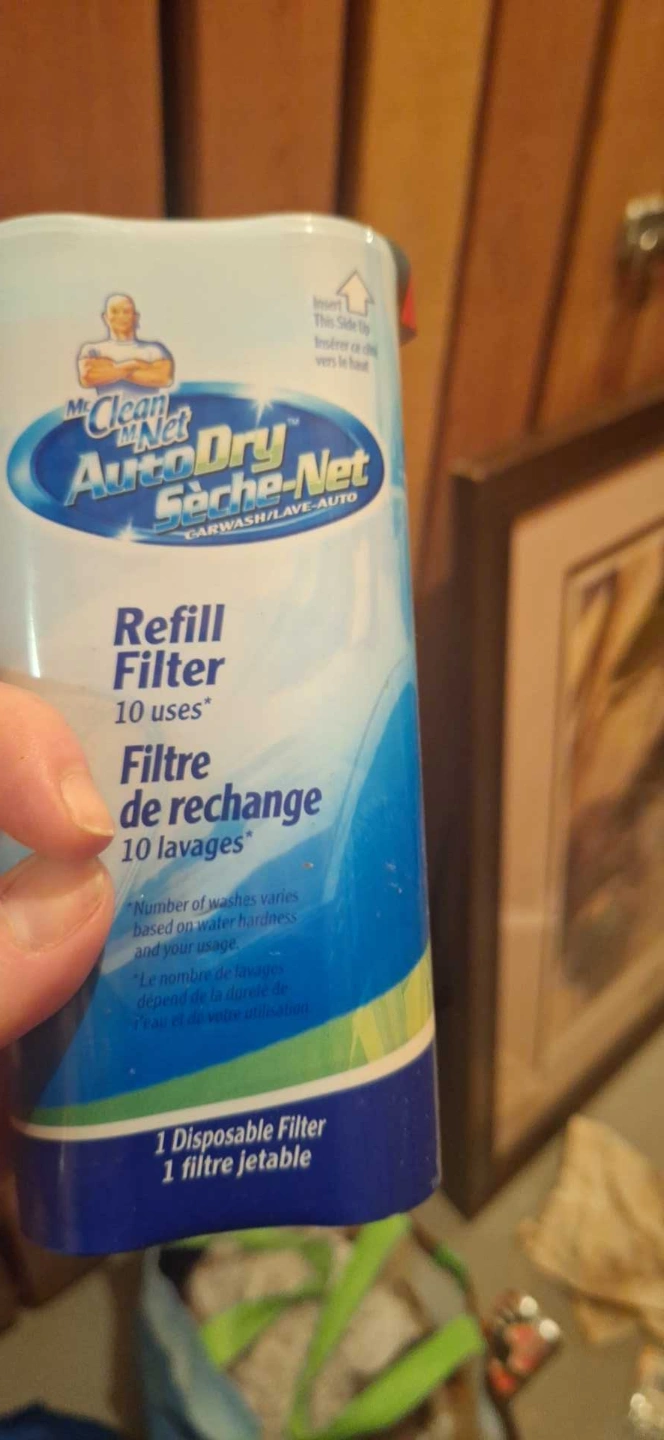 Insert
This Side Up
Insérer ce côté
vers le haut
Mr. Clean
M. Net
AutoDry™
Sèche-Net
CARWASH/LAVE-AUTO
Refill
Filter
10 uses*
Filtre
de rechange
10 lavages*
*Number of washes varies
based on water hardness
and your usage.
*Le nombre de lavages
dépend de la dureté de
l'eau et de votre utilisation.
1 Disposable Filter
1 filtre jetable